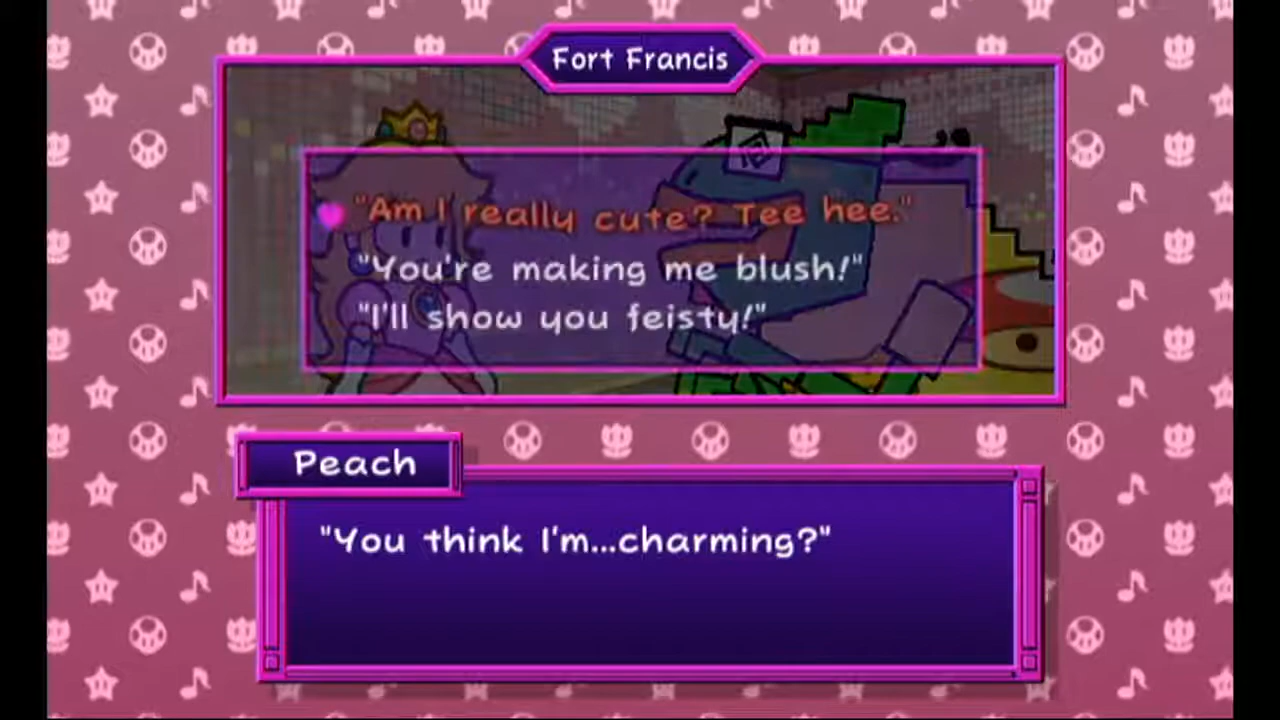 Fort Francis
"Am I really cute? Tee hee."
"You're making me blush!"
"I'll show you feisty!"
Peach
"You think I'm...charming?"